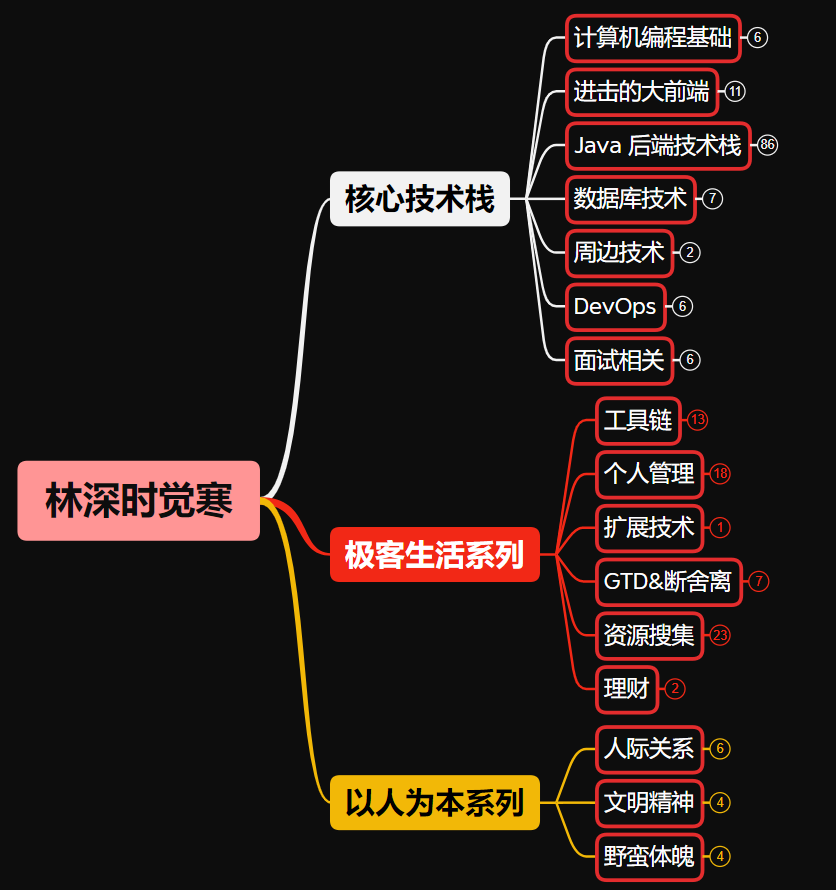 林深时觉寒
核心技术栈
计算机编程基础 6
进击的大前端 11
Java 后端技术栈 86
数据库技术 7
周边技术 2
DevOps 6
面试相关 6
极客生活系列
工具链 13
个人管理 18
扩展技术 1
GTD&断舍离 7
资源搜集 23
理财 2
以人为本系列
人际关系 6
文明精神 4
野蛮体魄 4